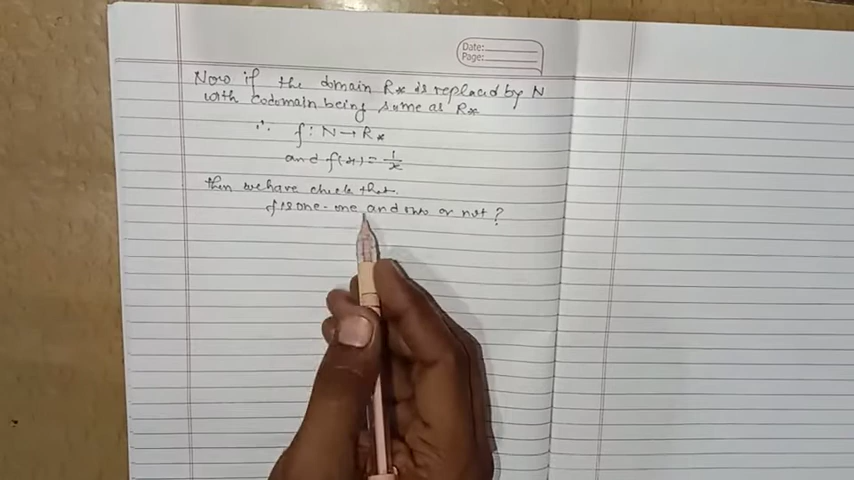 Date:
Page:
Now if the domain R* is replaced by N
with codomain being same as R*
∴ f : N → R*
and f(x) = 1/x
then we have check that.
f is one-one and onto or not ?